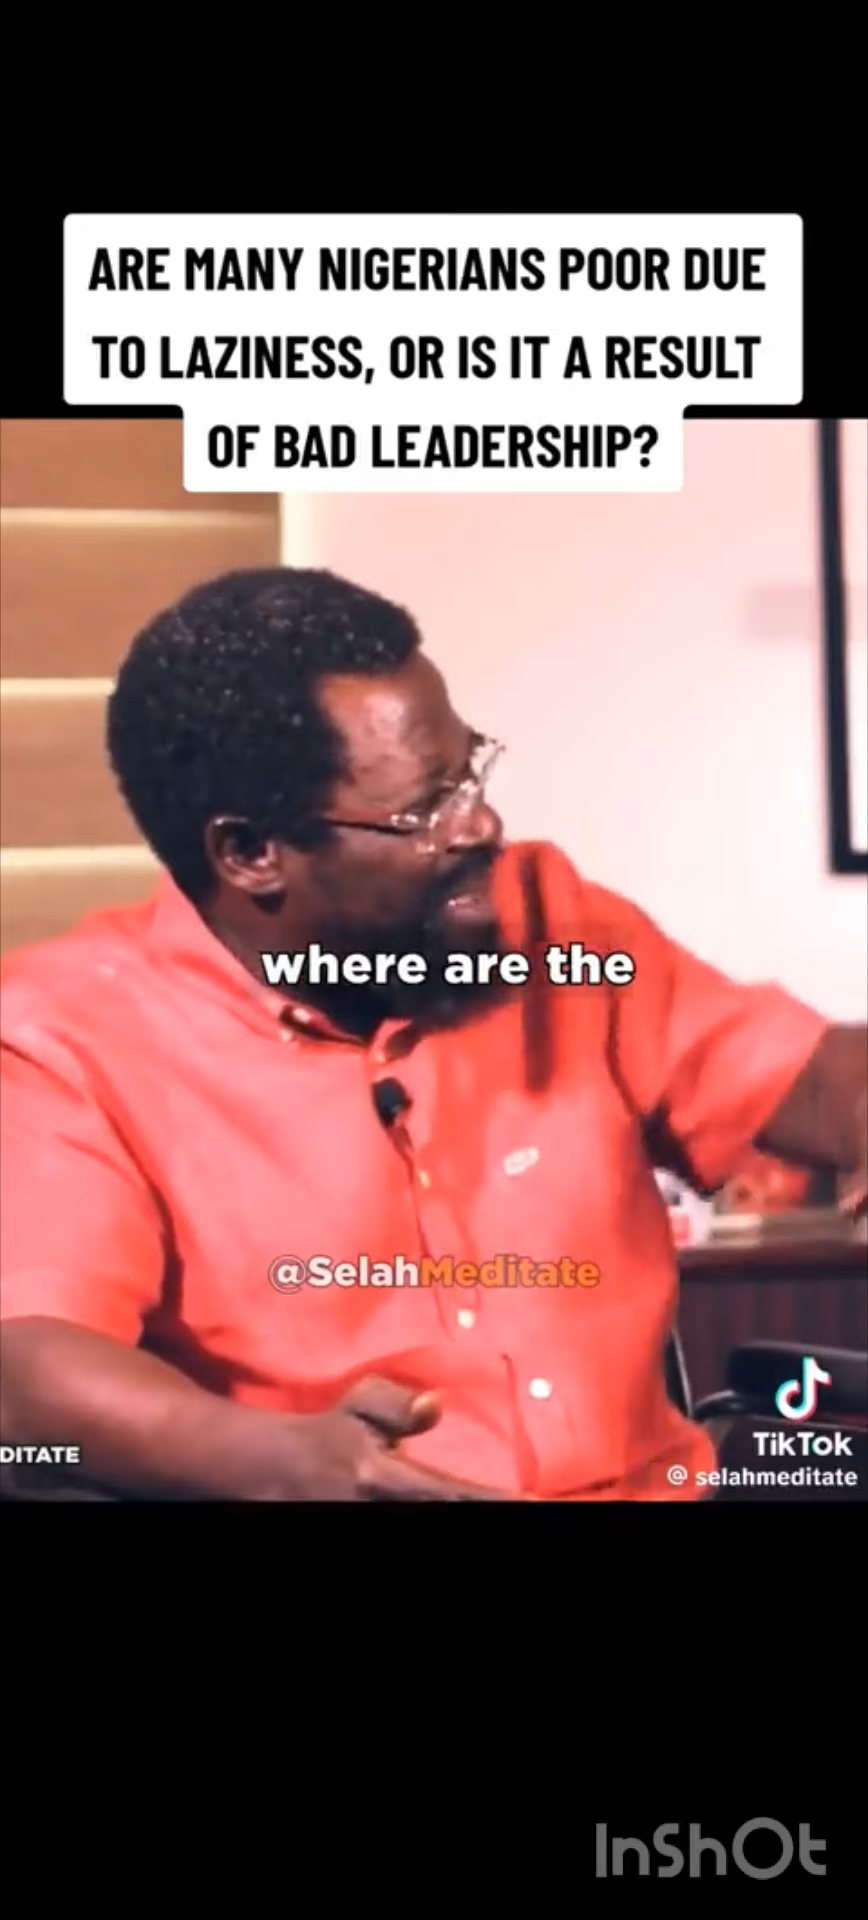 ARE MANY NIGERIANS POOR DUE
TO LAZINESS, OR IS IT A RESULT
OF BAD LEADERSHIP?
where are the
@SelahMeditate
DITATE
TikTok
@ selahmeditate
InShOt